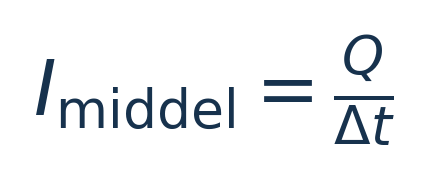 I_middel = Q/Δt